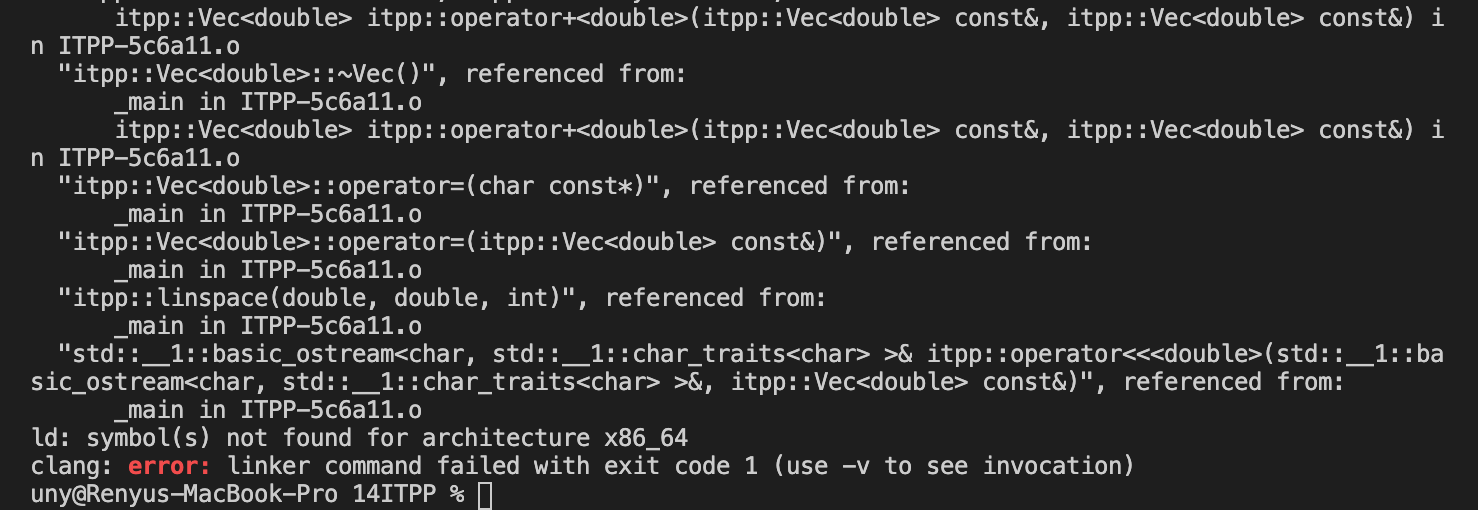 itpp::Vec<double> itpp::operator+<double>(itpp::Vec<double> const&, itpp::Vec<double> const&) i
n ITPP-5c6a11.o
"itpp::Vec<double>::~Vec()", referenced from:
_main in ITPP-5c6a11.o
itpp::Vec<double> itpp::operator+<double>(itpp::Vec<double> const&, itpp::Vec<double> const&) i
n ITPP-5c6a11.o
"itpp::Vec<double>::operator=(char const*)", referenced from:
_main in ITPP-5c6a11.o
"itpp::Vec<double>::operator=(itpp::Vec<double> const&)", referenced from:
_main in ITPP-5c6a11.o
"itpp::linspace(double, double, int)", referenced from:
_main in ITPP-5c6a11.o
"std::__1::basic_ostream<char, std::__1::char_traits<char> >& itpp::operator<<<double>(std::__1::ba
sic_ostream<char, std::__1::char_traits<char> >&, itpp::Vec<double> const&)", referenced from:
_main in ITPP-5c6a11.o
ld: symbol(s) not found for architecture x86_64
clang: error: linker command failed with exit code 1 (use -v to see invocation)
uny@Renyus-MacBook-Pro 14ITPP %